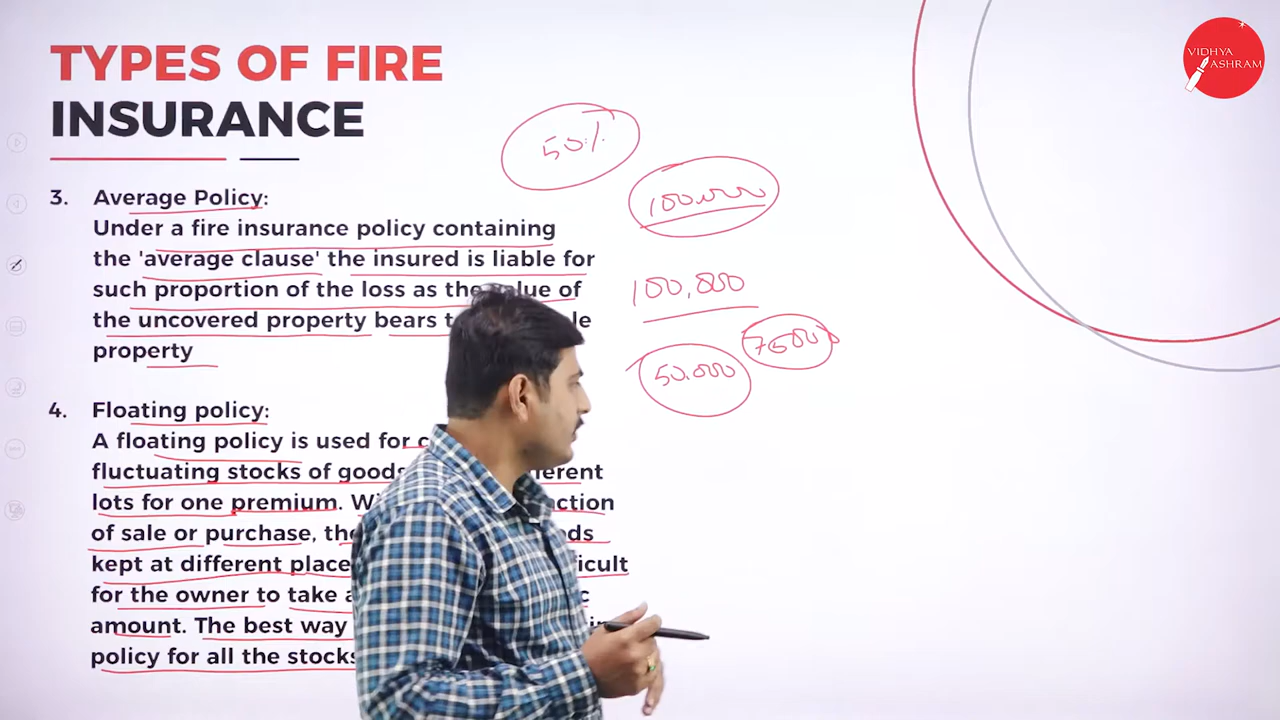 TYPES OF FIRE
INSURANCE
VIDHYA
ASHRAM
50%
100,000
100,000
75000
50,000
3. Average Policy:
Under a fire insurance policy containing
the 'average clause' the insured is liable for
such proportion of the loss as the value of
the uncovered property bears
property
4. Floating policy:
A floating policy is used for
fluctuating stocks of goods
lots for one premium.
of sale or purchase,
kept at different
for the owner to take
amount. The best way
policy for all the stocks